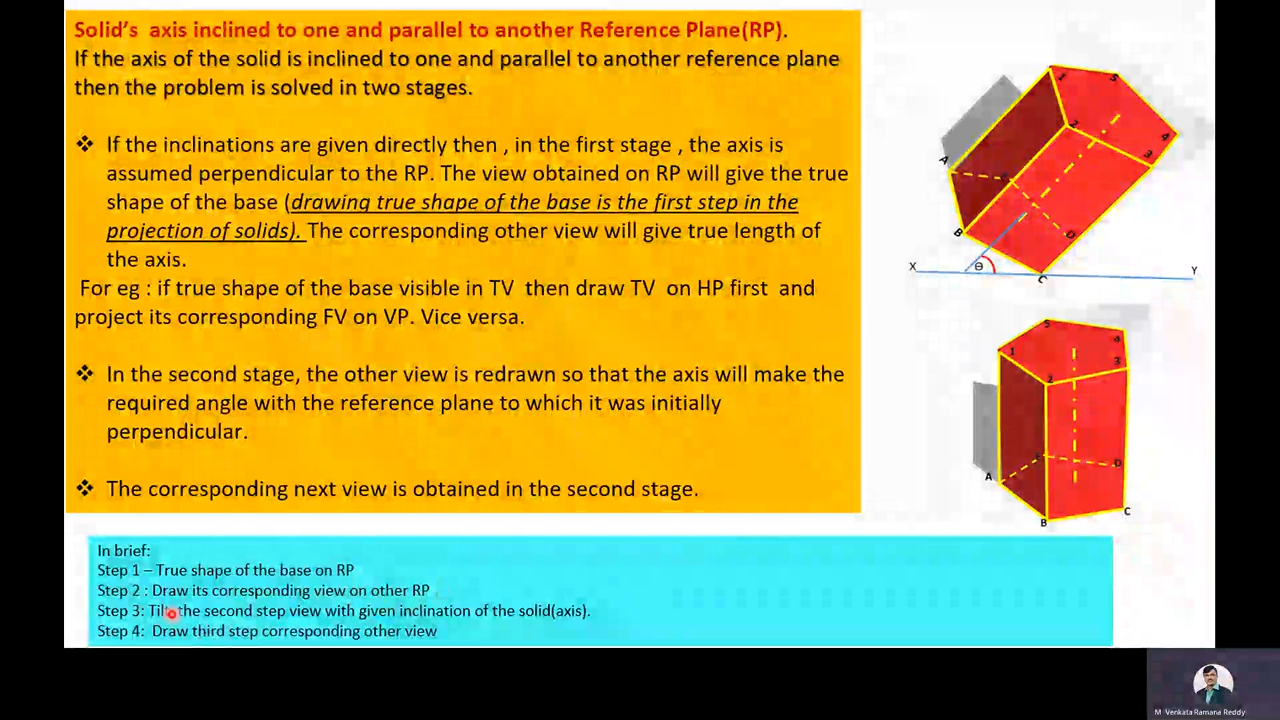 Solid's axis inclined to one and parallel to another Reference Plane(RP).
If the axis of the solid is inclined to one and parallel to another reference plane
then the problem is solved in two stages.
❖ If the inclinations are given directly then , in the first stage , the axis is
assumed perpendicular to the RP. The view obtained on RP will give the true
shape of the base (drawing true shape of the base is the first step in the
projection of solids). The corresponding other view will give true length of
the axis.
For eg : if true shape of the base visible in TV then draw TV on HP first and
project its corresponding FV on VP. Vice versa.
❖ In the second stage, the other view is redrawn so that the axis will make the
required angle with the reference plane to which it was initially
perpendicular.
❖ The corresponding next view is obtained in the second stage.
In brief:
Step 1 – True shape of the base on RP
Step 2 : Draw its corresponding view on other RP
Step 3: Tilt the second step view with given inclination of the solid(axis).
Step 4: Draw third step corresponding other view
1
5
2
4
3
A
B
D
C
X
θ
Y
5
4
1
3
2
A
D
B
C
M Venkata Ramana Reddy